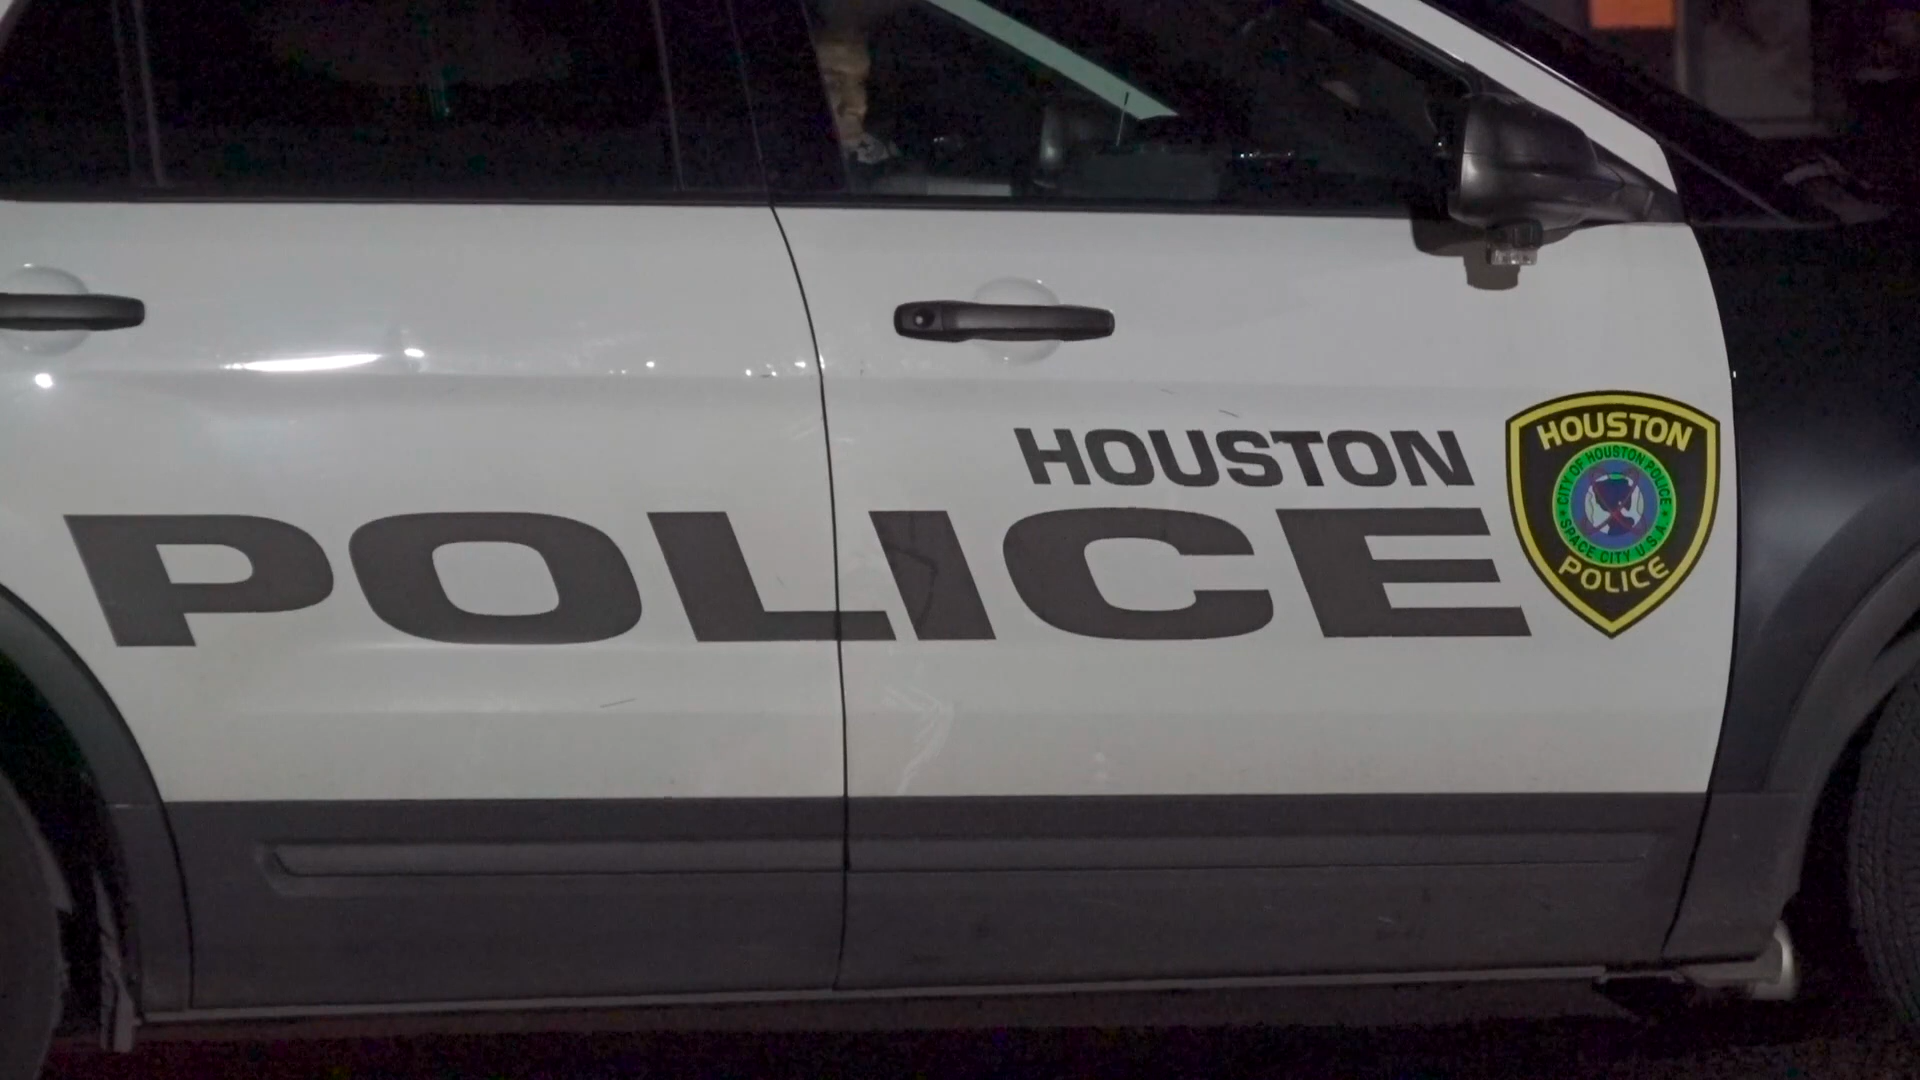 HOUSTON
POLICE
HOUSTON
CITY OF HOUSTON POLICE
SPACE CITY U.S.A.
POLICE